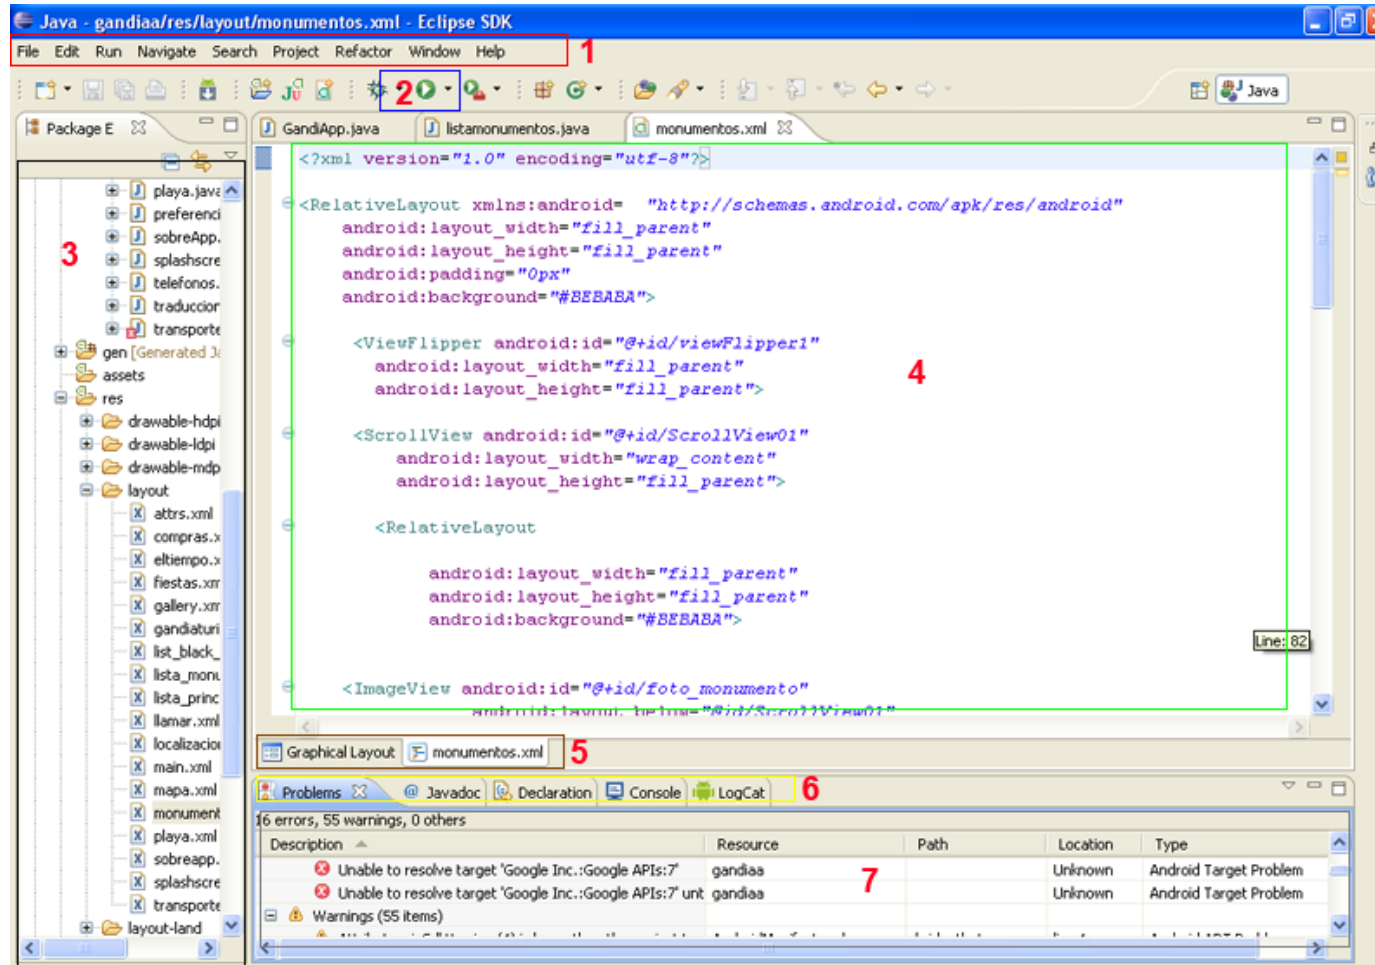 Java - gandiaa/res/layout/monumentos.xml - Eclipse SDK
File Edit Run Navigate Search Project Refactor Window Help
1
2
Java
Package E
GandiApp.java
listamonumentos.java
monumentos.xml
3
playa.java
preferenci
sobreApp.
splashscre
telefonos.
traduccior
transporte
gen [Generated Ja
assets
res
drawable-hdpi
drawable-ldpi
drawable-mdp
layout
attrs.xml
compras.x
eltiempo.x
fiestas.xm
gallery.xm
gandiaturi
list_black_
lista_monu
lista_princ
llamar.xml
localizacion
main.xml
mapa.xml
monument
playa.xml
sobreapp.
splashscre
transporte
layout-land
<?xml version="1.0" encoding="utf-8"?>
<RelativeLayout xmlns:android= "http://schemas.android.com/apk/res/android"
android:layout_width="fill_parent"
android:layout_height="fill_parent"
android:padding="0px"
android:background="#BEBABA">
<ViewFlipper android:id="@+id/viewFlipper1"
android:layout_width="fill_parent"
android:layout_height="fill_parent">
4
<ScrollView android:id="@+id/ScrollView01"
android:layout_width="wrap_content"
android:layout_height="fill_parent">
<RelativeLayout
android:layout_width="fill_parent"
android:layout_height="fill_parent"
android:background="#BEBABA">
Line: 82
<ImageView android:id="@+id/foto_monumento"
android:layout_below="@id/ScrollView01"
Graphical Layout monumentos.xml 5
Problems Javadoc Declaration Console LogCat 6
16 errors, 55 warnings, 0 others
Description Resource Path Location Type
Unable to resolve target 'Google Inc.:Google APIs:7' gandiaa Unknown Android Target Problem
7
Unable to resolve target 'Google Inc.:Google APIs:7' unt gandiaa Unknown Android Target Problem
Warnings (55 items)